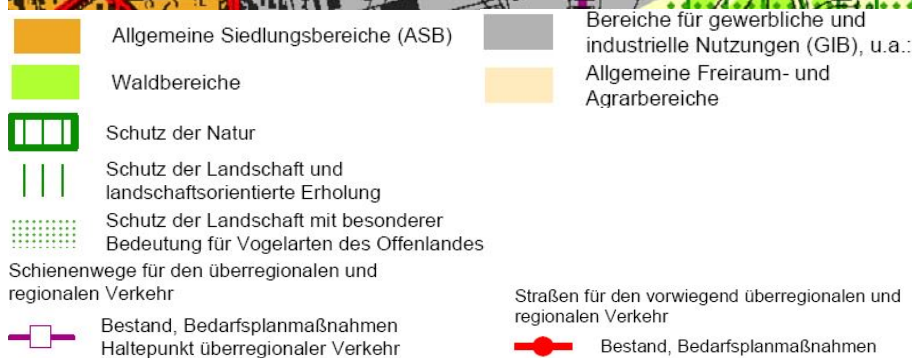 Allgemeine Siedlungsbereiche (ASB)
Waldbereiche
Schutz der Natur
Schutz der Landschaft und
landschaftsorientierte Erholung
Schutz der Landschaft mit besonderer
Bedeutung für Vogelarten des Offenlandes
Schienenwege für den überregionalen und
regionalen Verkehr
Bestand, Bedarfsplanmaßnahmen
Haltepunkt überregionaler Verkehr
Bereiche für gewerbliche und
industrielle Nutzungen (GIB), u.a.:
Allgemeine Freiraum- und
Agrarbereiche
Straßen für den vorwiegend überregionalen und
regionalen Verkehr
Bestand, Bedarfsplanmaßnahmen